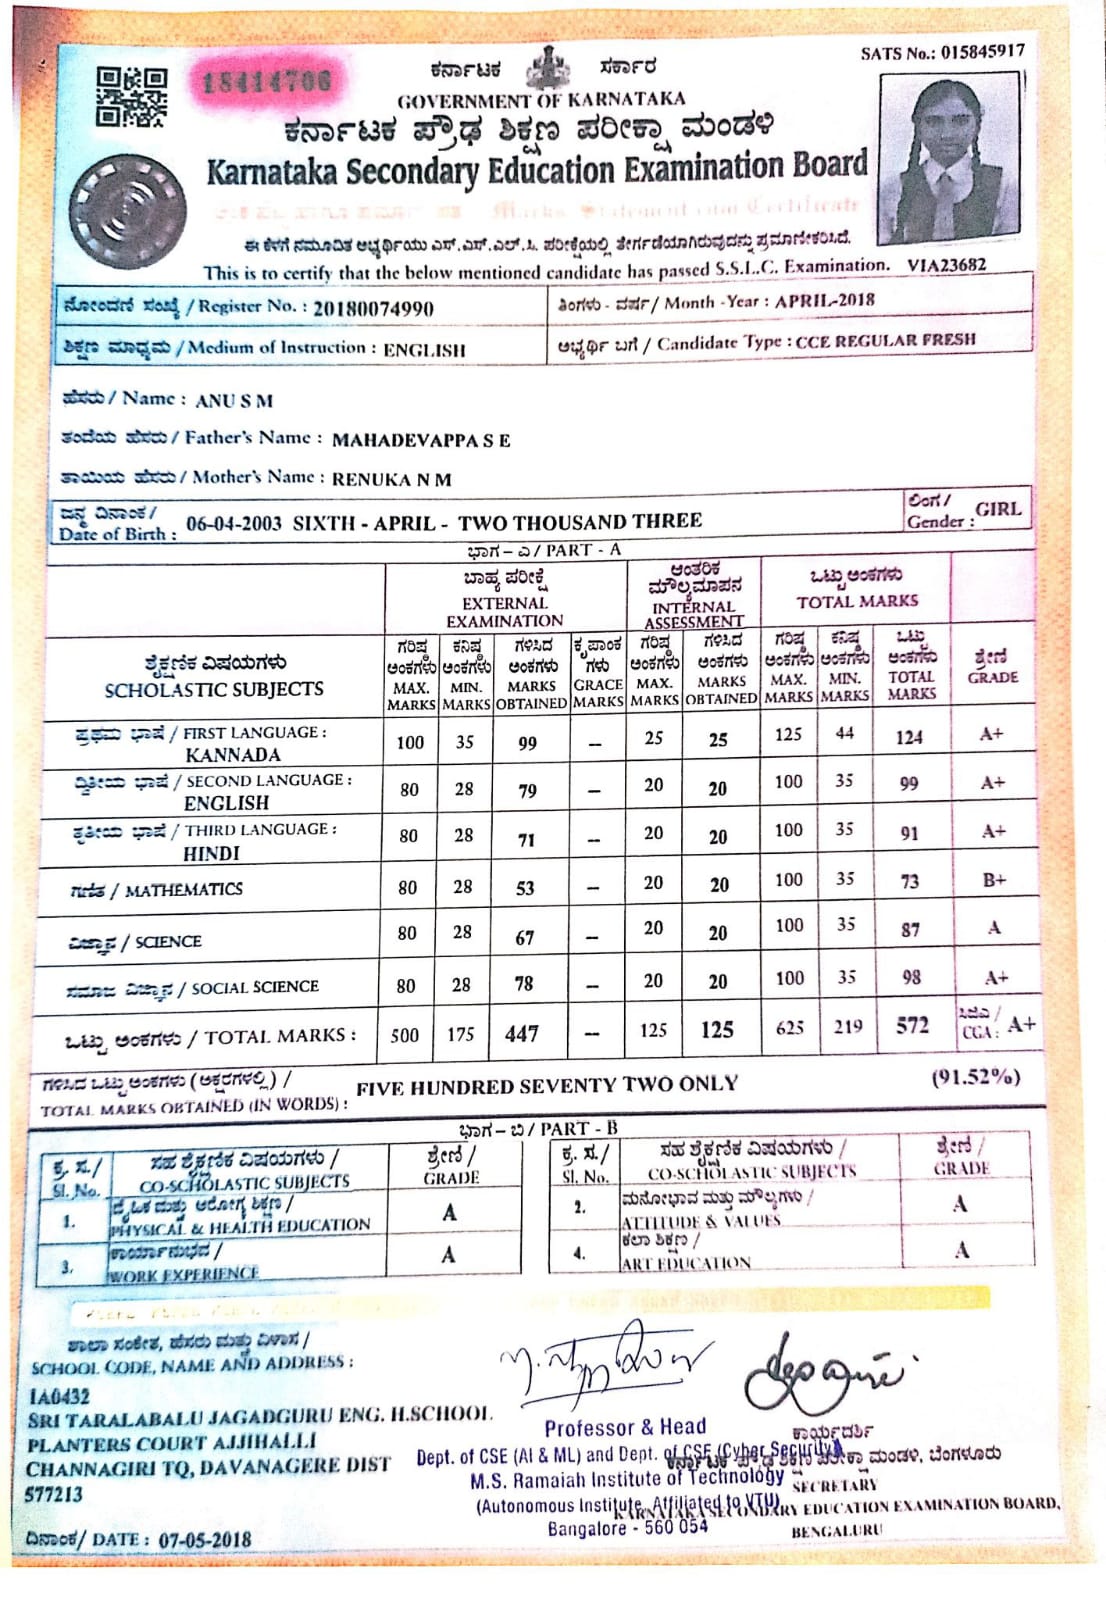 SATS No.: 015845917
18414706
ಕರ್ನಾಟಕ ಸರ್ಕಾರ
GOVERNMENT OF KARNATAKA
ಕರ್ನಾಟಕ ಪ್ರೌಢ ಶಿಕ್ಷಣ ಪರೀಕ್ಷಾ ಮಂಡಳಿ
Karnataka Secondary Education Examination Board
Marks Statement cum Certificate
ಈ ಕೆಳಗೆ ನಮೂದಿತ ಅಭ್ಯರ್ಥಿಯು ಎಸ್.ಎಸ್.ಎಲ್.ಸಿ. ಪರೀಕ್ಷೆಯಲ್ಲಿ ತೇರ್ಗಡೆಯಾಗಿರುವುದನ್ನು ಪ್ರಮಾಣೀಕರಿಸಿದೆ.
This is to certify that the below mentioned candidate has passed S.S.L.C. Examination. VIA23682
ನೋಂದಣಿ ಸಂಖ್ಯೆ / Register No. : 20180074990
ತಿಂಗಳು - ವರ್ಷ / Month -Year : APRIL-2018
ಶಿಕ್ಷಣ ಮಾಧ್ಯಮ / Medium of Instruction : ENGLISH
ಅಭ್ಯರ್ಥಿ ಬಗೆ / Candidate Type : CCE REGULAR FRESH
ಹೆಸರು / Name : ANU S M
ತಂದೆಯ ಹೆಸರು / Father's Name : MAHADEVAPPA S E
ತಾಯಿಯ ಹೆಸರು / Mother's Name : RENUKA N M
ಜನ್ಮ ದಿನಾಂಕ /
Date of Birth : 06-04-2003 SIXTH - APRIL - TWO THOUSAND THREE
ಲಿಂಗ /
Gender : GIRL
ಭಾಗ – ಎ / PART - A
ಬಾಹ್ಯ ಪರೀಕ್ಷೆ
EXTERNAL
EXAMINATION
ಆಂತರಿಕ
ಮೌಲ್ಯಮಾಪನ
INTERNAL
ASSESSMENT
ಒಟ್ಟು ಅಂಕಗಳು
TOTAL MARKS
ಶೈಕ್ಷಣಿಕ ವಿಷಯಗಳು
SCHOLASTIC SUBJECTS
ಗರಿಷ್ಠ ಅಂಕಗಳು MAX. MARKS
ಕನಿಷ್ಠ ಅಂಕಗಳು MIN. MARKS
ಗಳಿಸಿದ ಅಂಕಗಳು MARKS OBTAINED
ಕೃಪಾಂಕ ಗಳು GRACE MARKS
ಗರಿಷ್ಠ ಅಂಕಗಳು MAX. MARKS
ಗಳಿಸಿದ ಅಂಕಗಳು MARKS OBTAINED
ಗರಿಷ್ಠ ಅಂಕಗಳು MAX. MARKS
ಕನಿಷ್ಠ ಅಂಕಗಳು MIN. MARKS
ಒಟ್ಟು ಅಂಕಗಳು TOTAL MARKS
ಶ್ರೇಣಿ GRADE
ಪ್ರಥಮ ಭಾಷೆ / FIRST LANGUAGE :
KANNADA 100 35 99 -- 25 25 125 44 124 A+
ದ್ವಿತೀಯ ಭಾಷೆ / SECOND LANGUAGE :
ENGLISH 80 28 79 -- 20 20 100 35 99 A+
ತೃತೀಯ ಭಾಷೆ / THIRD LANGUAGE :
HINDI 80 28 71 -- 20 20 100 35 91 A+
ಗಣಿತ / MATHEMATICS 80 28 53 -- 20 20 100 35 73 B+
ವಿಜ್ಞಾನ / SCIENCE 80 28 67 -- 20 20 100 35 87 A
ಸಮಾಜ ವಿಜ್ಞಾನ / SOCIAL SCIENCE 80 28 78 -- 20 20 100 35 98 A+
ಒಟ್ಟು ಅಂಕಗಳು / TOTAL MARKS : 500 175 447 -- 125 125 625 219 572 ಸಿಜಿಎ / CGA : A+
ಗಳಿಸಿದ ಒಟ್ಟು ಅಂಕಗಳು (ಅಕ್ಷರಗಳಲ್ಲಿ) /
TOTAL MARKS OBTAINED (IN WORDS) : FIVE HUNDRED SEVENTY TWO ONLY (91.52%)
ಭಾಗ – ಬಿ / PART - B
ಕ್ರ. ಸ. / Sl. No.
ಸಹ ಶೈಕ್ಷಣಿಕ ವಿಷಯಗಳು / CO-SCHOLASTIC SUBJECTS
ಶ್ರೇಣಿ / GRADE
ಕ್ರ. ಸ. / Sl. No.
ಸಹ ಶೈಕ್ಷಣಿಕ ವಿಷಯಗಳು / CO-SCHOLASTIC SUBJECTS
ಶ್ರೇಣಿ / GRADE
1. ದೈಹಿಕ ಮತ್ತು ಆರೋಗ್ಯ ಶಿಕ್ಷಣ / PHYSICAL & HEALTH EDUCATION A
2. ಮನೋಭಾವ ಮತ್ತು ಮೌಲ್ಯಗಳು / ATTITUDE & VALUES A
3. ಕಾರ್ಯಾನುಭವ / WORK EXPERIENCE A
4. ಕಲಾ ಶಿಕ್ಷಣ / ART EDUCATION A
ಶಾಲಾ ಸಂಕೇತ, ಹೆಸರು ಮತ್ತು ವಿಳಾಸ /
SCHOOL CODE, NAME AND ADDRESS :
IA0432
SRI TARALABALU JAGADGURU ENG. H.SCHOOL
PLANTERS COURT AJJIHALLI
CHANNAGIRI TQ, DAVANAGERE DIST
577213
ದಿನಾಂಕ / DATE : 07-05-2018
Professor & Head
Dept. of CSE (AI & ML) and Dept. of CSE (Cyber Security)
M.S. Ramaiah Institute of Technology
(Autonomous Institute, Affiliated to VTU)
Bangalore - 560 054
ಕಾರ್ಯದರ್ಶಿ
ಕರ್ನಾಟಕ ಪ್ರೌಢ ಶಿಕ್ಷಣ ಪರೀಕ್ಷಾ ಮಂಡಳಿ, ಬೆಂಗಳೂರು
SECRETARY
KARNATAKA SECONDARY EDUCATION EXAMINATION BOARD,
BENGALURU